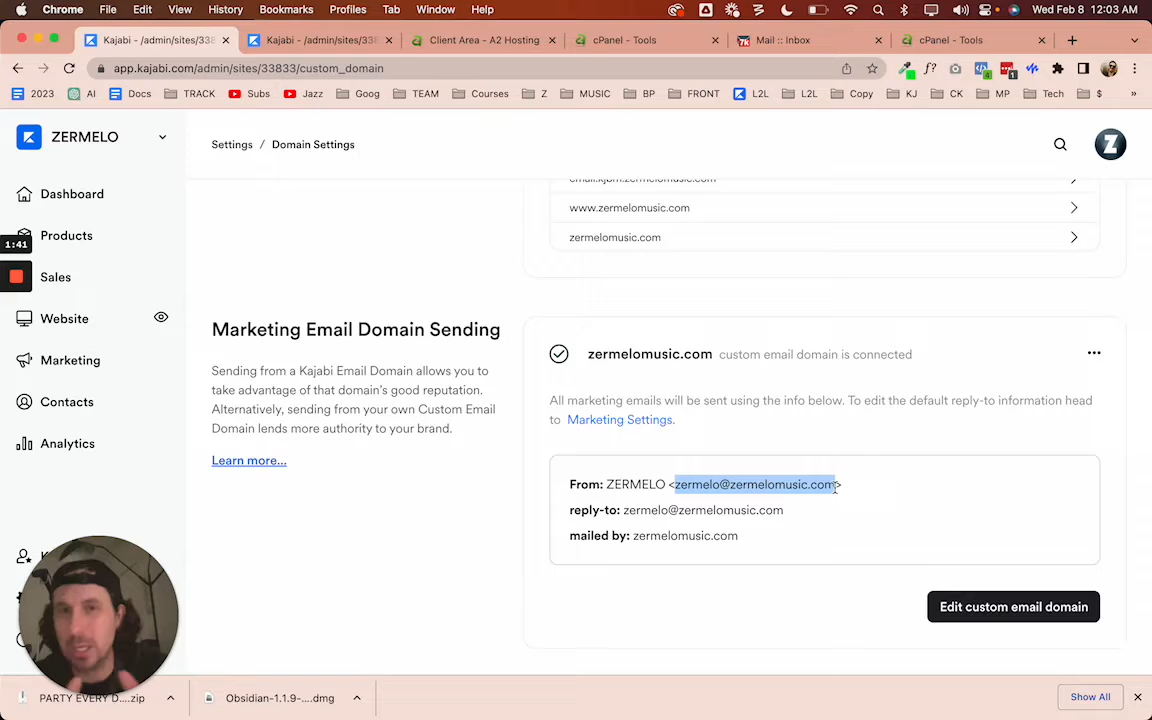 Chrome File Edit View History Bookmarks Profiles Tab Window Help Wed Feb 8 12:03 AM
Kajabi - /admin/sites/338 Kajabi - /admin/sites/33 Client Area - A2 Hosting cPanel - Tools Mail :: Inbox cPanel - Tools
app.kajabi.com/admin/sites/33833/custom_domain
2023 AI Docs TRACK Subs Jazz Goog TEAM Courses Z MUSIC BP FRONT L2L L2L Copy KJ CK MP Tech $ »
ZERMELO
Settings / Domain Settings
Z
Dashboard
Products
1:41
Sales
Website
Marketing
Contacts
Analytics
email.kjbm.zermelomusic.com
www.zermelomusic.com
zermelomusic.com
Marketing Email Domain Sending
Sending from a Kajabi Email Domain allows you to
take advantage of that domain's good reputation.
Alternatively, sending from your own Custom Email
Domain lends more authority to your brand.
Learn more...
zermelomusic.com custom email domain is connected
All marketing emails will be sent using the info below. To edit the default reply-to information head
to Marketing Settings.
From: ZERMELO <zermelo@zermelomusic.com>
reply-to: zermelo@zermelomusic.com
mailed by: zermelomusic.com
Edit custom email domain
PARTY EVERY D....zip Obsidian-1.1.9-....dmg Show All